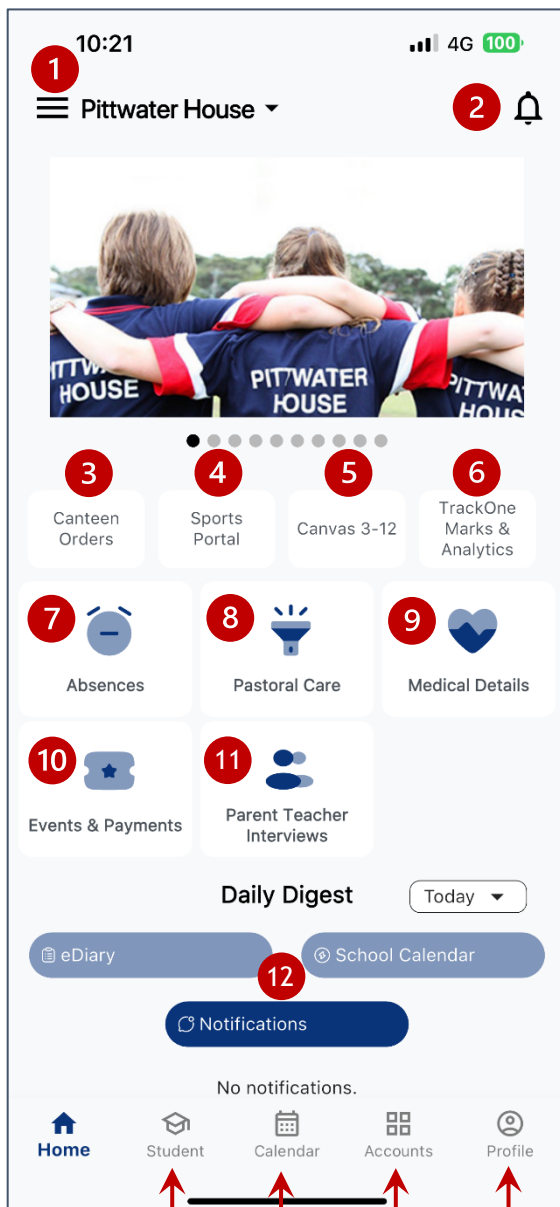 10:21
4G 100
1
Pittwater House
2
PITTWATER
HOUSE
PITTWATER
HOUSE
3
4
5
6
Canteen
Orders
Sports
Portal
Canvas 3-12
TrackOne
Marks &
Analytics
7
8
9
Absences
Pastoral Care
Medical Details
10
11
Events & Payments
Parent Teacher
Interviews
Daily Digest
Today
eDiary
School Calendar
12
Notifications
No notifications.
Home
Student
Calendar
Accounts
Profile